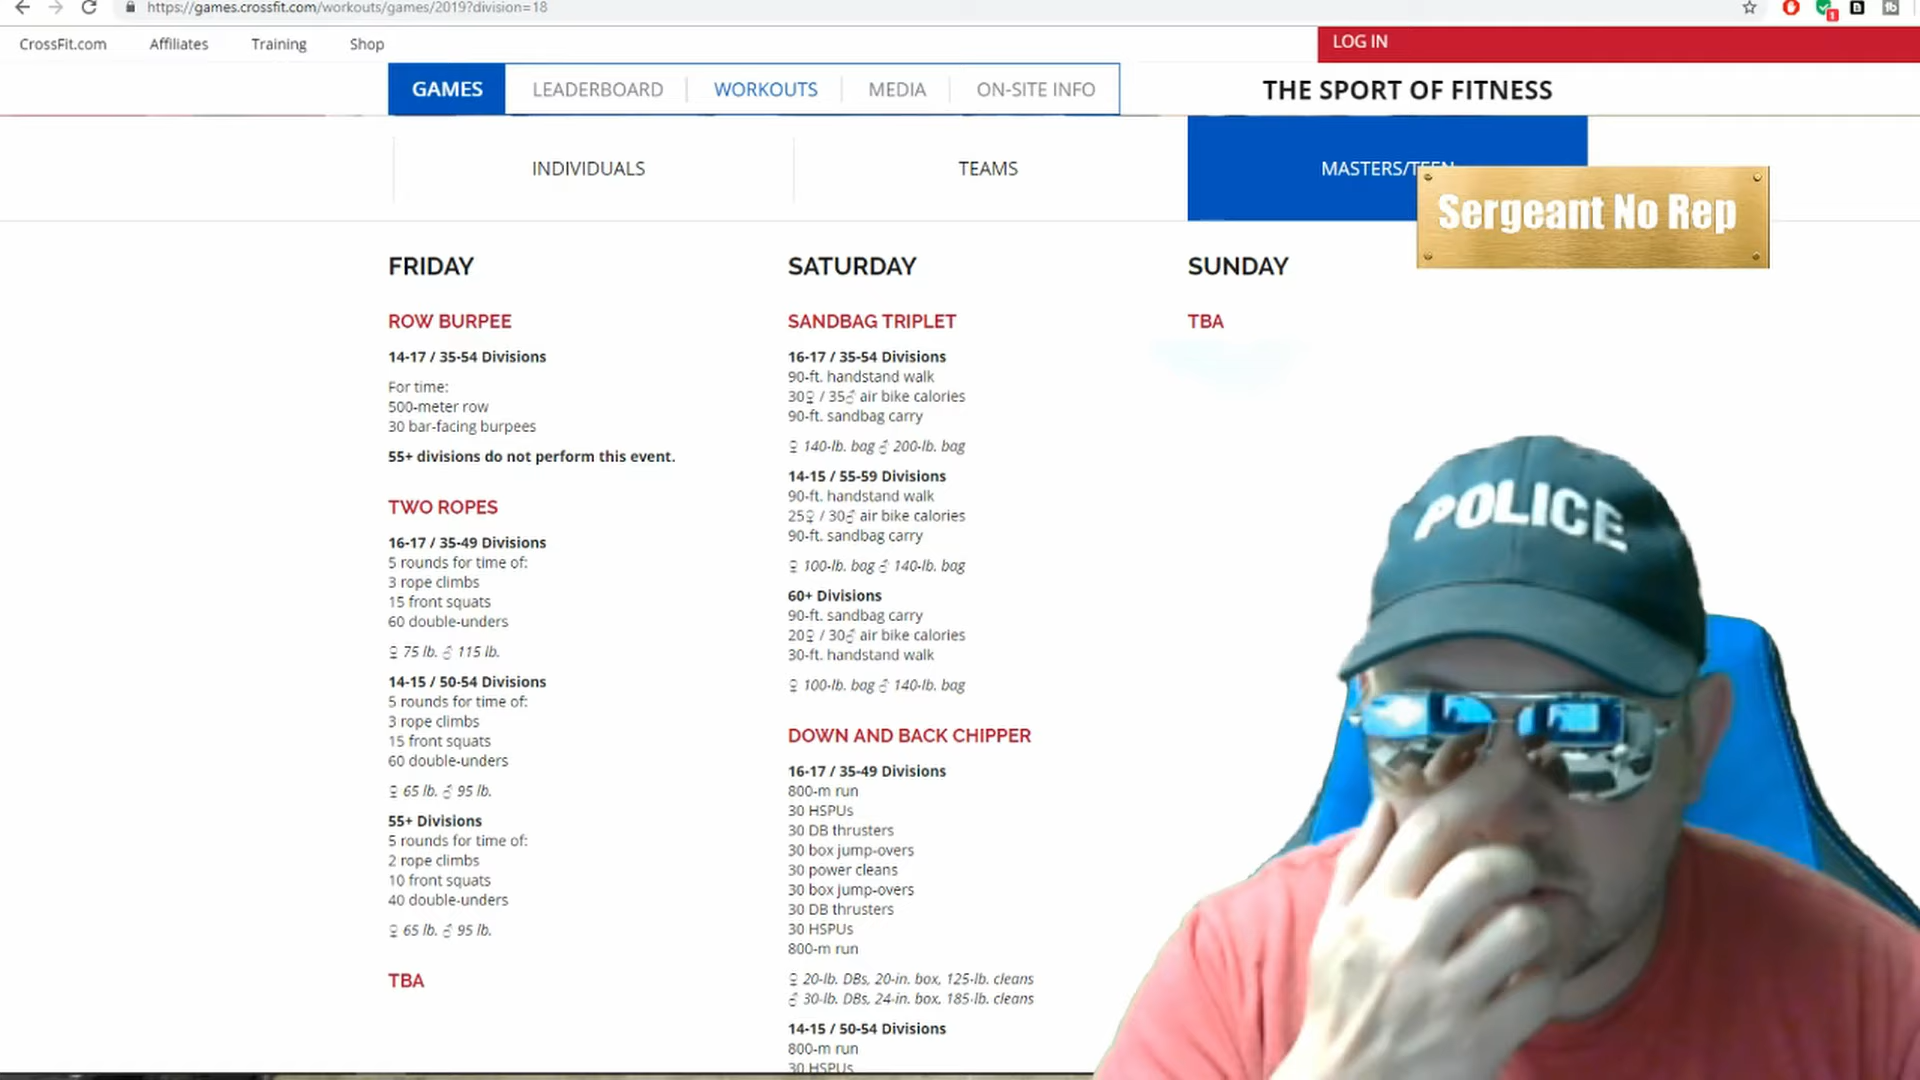 https://games.crossfit.com/workouts/games/2019?division=18
CrossFit.com
Affiliates
Training
Shop
LOG IN
GAMES
LEADERBOARD
WORKOUTS
MEDIA
ON-SITE INFO
THE SPORT OF FITNESS
INDIVIDUALS
TEAMS
MASTERS/TEEN
Sergeant No Rep
FRIDAY
ROW BURPEE
14-17 / 35-54 Divisions
For time:
500-meter row
30 bar-facing burpees
55+ divisions do not perform this event.
TWO ROPES
16-17 / 35-49 Divisions
5 rounds for time of:
3 rope climbs
15 front squats
60 double-unders
♀ 75 lb. ♂ 115 lb.
14-15 / 50-54 Divisions
5 rounds for time of:
3 rope climbs
15 front squats
60 double-unders
♀ 65 lb. ♂ 95 lb.
55+ Divisions
5 rounds for time of:
2 rope climbs
10 front squats
40 double-unders
♀ 65 lb. ♂ 95 lb.
TBA
SATURDAY
SANDBAG TRIPLET
16-17 / 35-54 Divisions
90-ft. handstand walk
30♀ / 35♂ air bike calories
90-ft. sandbag carry
♀ 140-lb. bag ♂ 200-lb. bag
14-15 / 55-59 Divisions
90-ft. handstand walk
25♀ / 30♂ air bike calories
90-ft. sandbag carry
♀ 100-lb. bag ♂ 140-lb. bag
60+ Divisions
90-ft. sandbag carry
20♀ / 30♂ air bike calories
30-ft. handstand walk
♀ 100-lb. bag ♂ 140-lb. bag
DOWN AND BACK CHIPPER
16-17 / 35-49 Divisions
800-m run
30 HSPUs
30 DB thrusters
30 box jump-overs
30 power cleans
30 box jump-overs
30 DB thrusters
30 HSPUs
800-m run
♀ 20-lb. DBs, 20-in. box, 125-lb. cleans
♂ 30-lb. DBs, 24-in. box, 185-lb. cleans
14-15 / 50-54 Divisions
800-m run
30 HSPUs
SUNDAY
TBA
POLICE